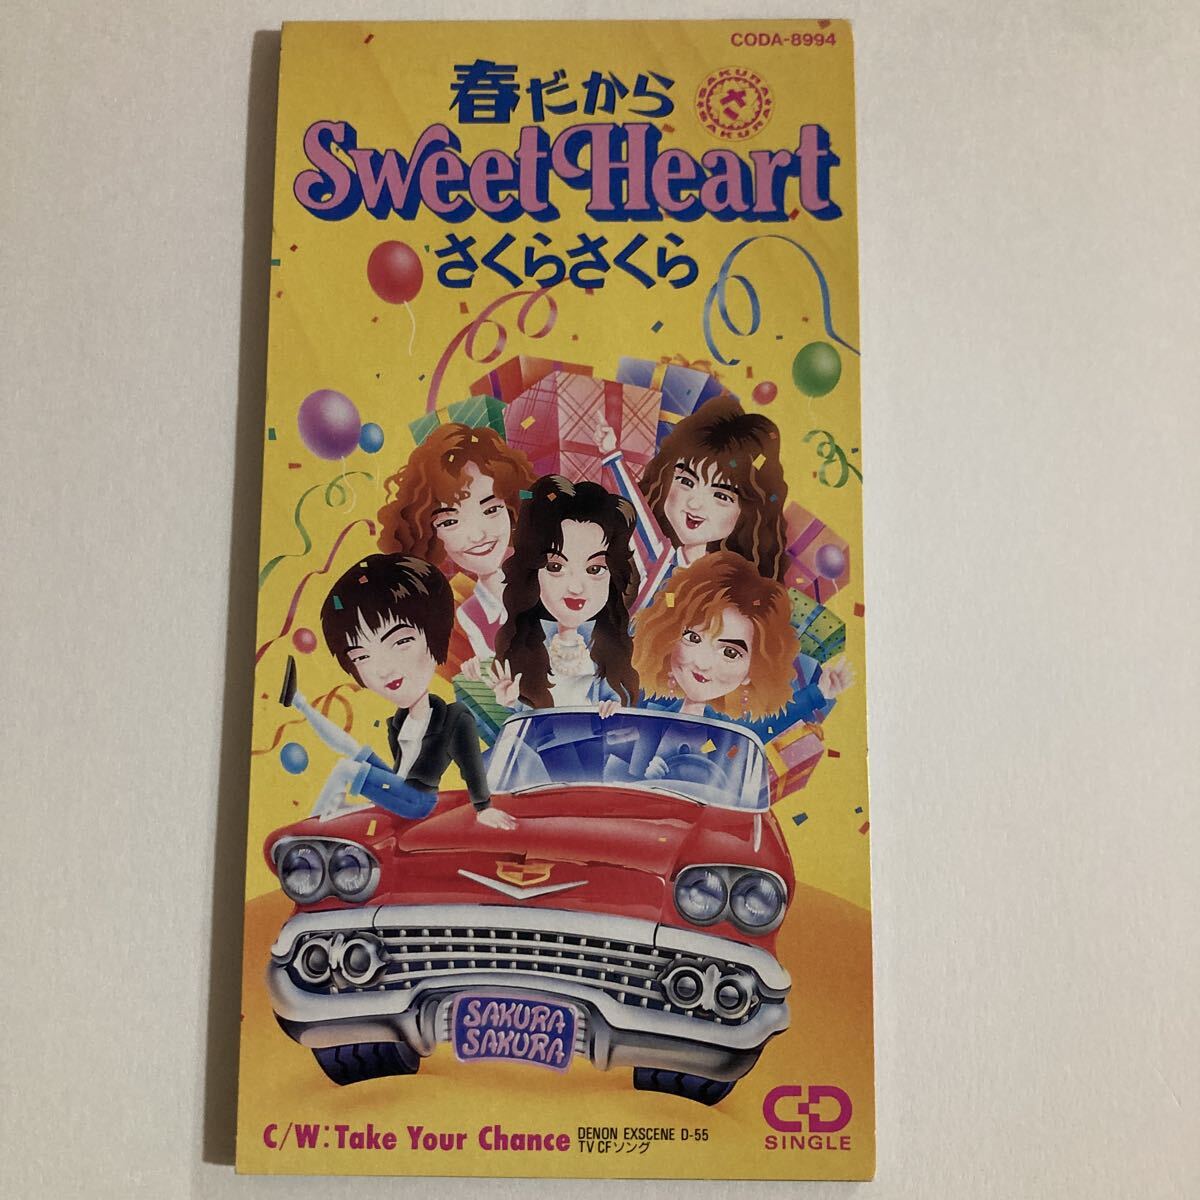 CODA-8994
春だから
SAKURA
さ
SAKURA
Sweet Heart
さくらさくら
SAKURA
SAKURA
C/W:Take Your Chance
DENON EXSCENE D-55
TV CFソング
CD
SINGLE